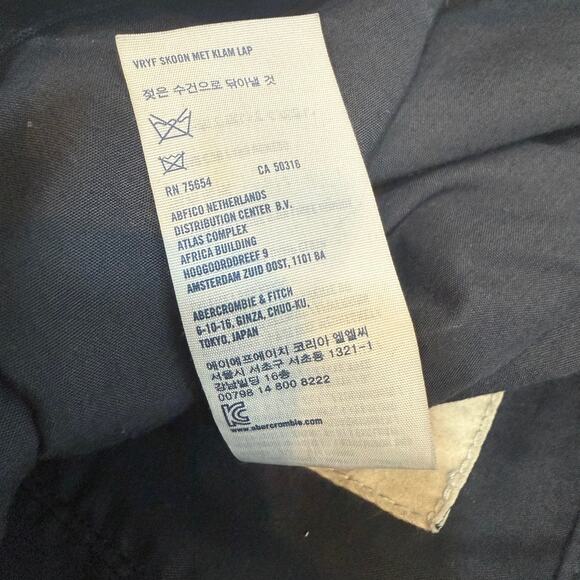 VRYF SKOON MET KLAM LAP
젖은 수건으로 닦아낼 것
RN 75654 CA 50316
ABFICO NETHERLANDS
DISTRIBUTION CENTER B.V.
ATLAS COMPLEX
AFRICA BUILDING
HOOGOORDDREEF 9
AMSTERDAM ZUID OOST, 1101 BA
ABERCROMBIE & FITCH
6-10-16, GINZA, CHUO-KU,
TOKYO, JAPAN
에이에프에이치 코리아 엘엘씨
서울시 서초구 서초동 1321-1
강남빌딩 16층
00798 14 800 8222
www.abercrombie.com